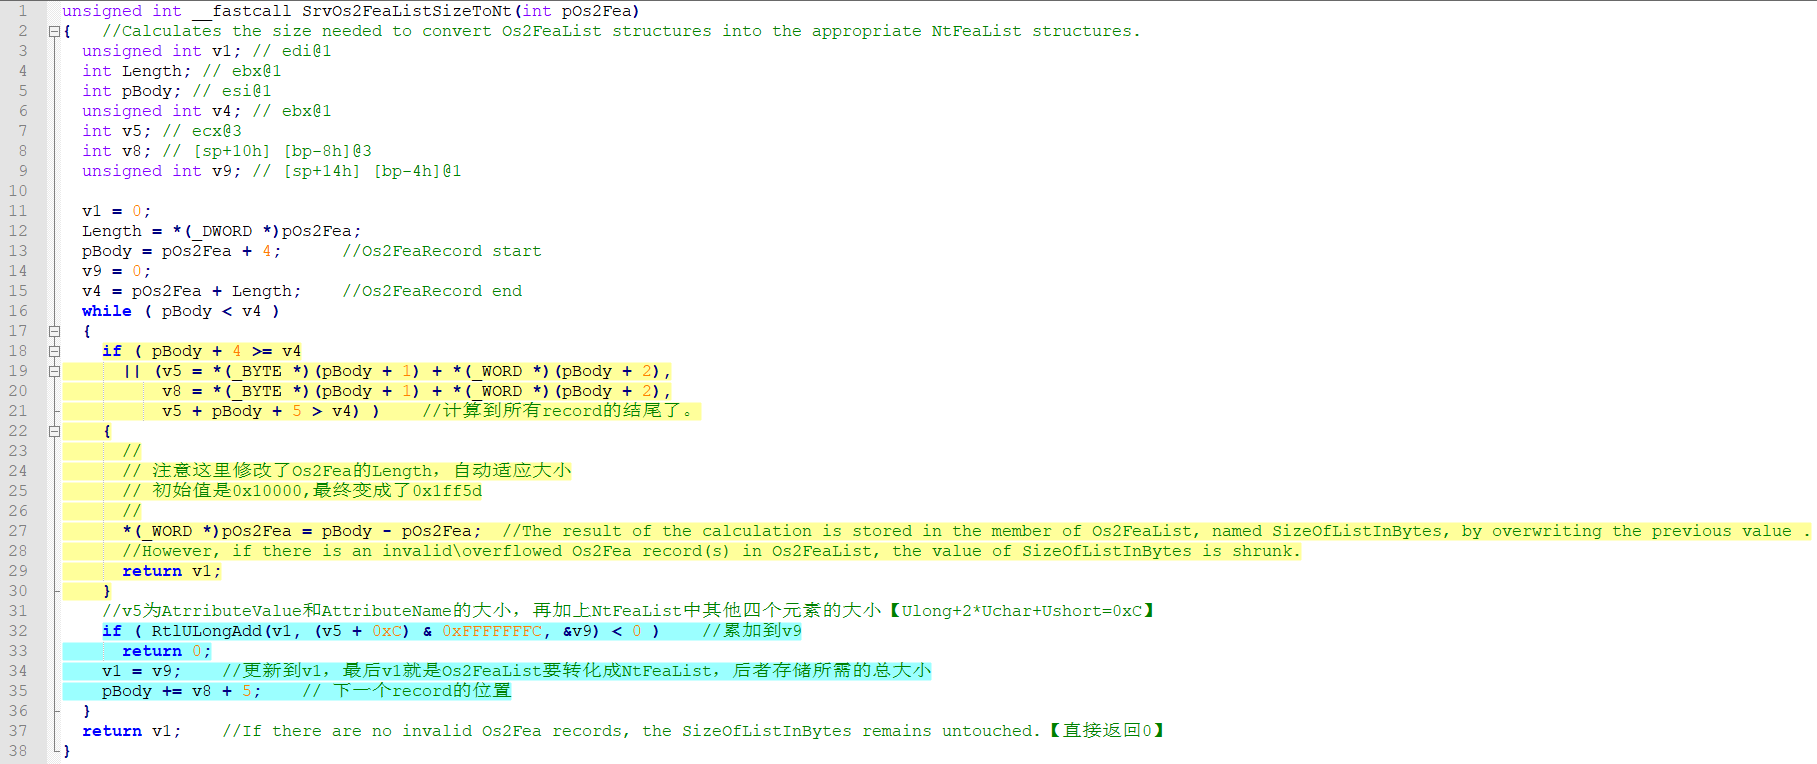 1 unsigned int __fastcall SrvOs2FeaListSizeToNt(int pOs2Fea)
2 { //Calculates the size needed to convert Os2FeaList structures into the appropriate NtFeaList structures.
3 unsigned int v1; // edi@1
4 int Length; // ebx@1
5 int pBody; // esi@1
6 unsigned int v4; // ebx@1
7 int v5; // ecx@3
8 int v8; // [sp+10h] [bp-8h]@3
9 unsigned int v9; // [sp+14h] [bp-4h]@1
10
11 v1 = 0;
12 Length = *(_DWORD *)pOs2Fea;
13 pBody = pOs2Fea + 4; //Os2FeaRecord start
14 v9 = 0;
15 v4 = pOs2Fea + Length; //Os2FeaRecord end
16 while ( pBody < v4 )
17 {
18 if ( pBody + 4 >= v4
19 || (v5 = *(_BYTE *)(pBody + 1) + *(_WORD *)(pBody + 2),
20 v8 = *(_BYTE *)(pBody + 1) + *(_WORD *)(pBody + 2),
21 v5 + pBody + 5 > v4) ) //计算到所有record的结尾了。
22 {
23 //
24 // 注意这里修改了Os2Fea的Length，自动适应大小
25 // 初始值是0x10000,最终变成了0x1ff5d
26 //
27 *(_WORD *)pOs2Fea = pBody - pOs2Fea; //The result of the calculation is stored in the member of Os2FeaList, named SizeOfListInBytes, by overwriting the previous value .
28 //However, if there is an invalid\overflowed Os2Fea record(s) in Os2FeaList, the value of SizeOfListInBytes is shrunk.
29 return v1;
30 }
31 //v5为AtrributeValue和AttributeName的大小，再加上NtFeaList中其他四个元素的大小【Ulong+2*Uchar+Ushort=0xC】
32 if ( RtlULongAdd(v1, (v5 + 0xC) & 0xFFFFFFFC, &v9) < 0 ) //累加到v9
33 return 0;
34 v1 = v9; //更新到v1，最后v1就是Os2FeaList要转化成NtFeaList，后者存储所需的总大小
35 pBody += v8 + 5; // 下一个record的位置
36 }
37 return v1; //If there are no invalid Os2Fea records, the SizeOfListInBytes remains untouched.【直接返回0】
38 }